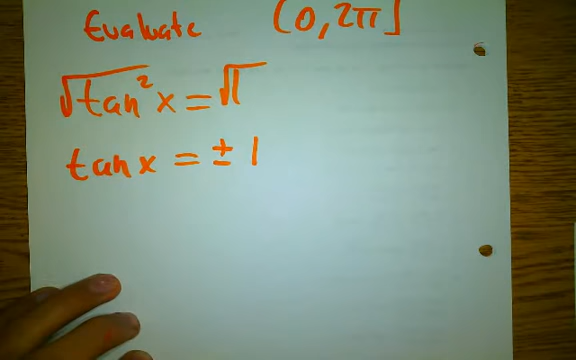 Evaluate (0, 2π]
√tan²x = √1
tan x = ± 1